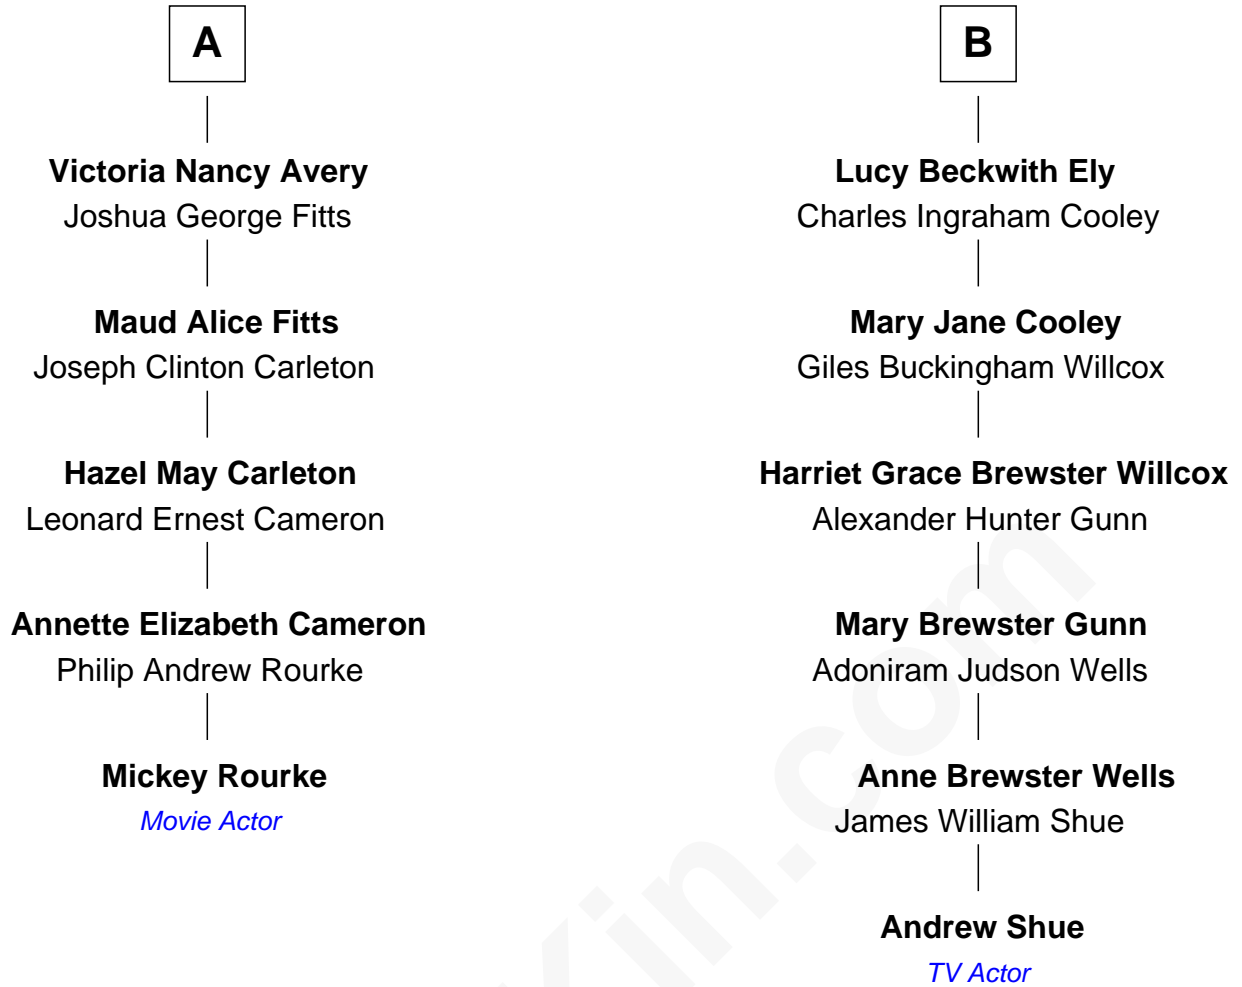 A
Victoria Nancy Avery
Joshua George Fitts
Maud Alice Fitts
Joseph Clinton Carleton
Hazel May Carleton
Leonard Ernest Cameron
Annette Elizabeth Cameron
Philip Andrew Rourke
Mickey Rourke
Movie Actor
B
Lucy Beckwith Ely
Charles Ingraham Cooley
Mary Jane Cooley
Giles Buckingham Willcox
Harriet Grace Brewster Willcox
Alexander Hunter Gunn
Mary Brewster Gunn
Adoniram Judson Wells
Anne Brewster Wells
James William Shue
Andrew Shue
TV Actor
Kin.com